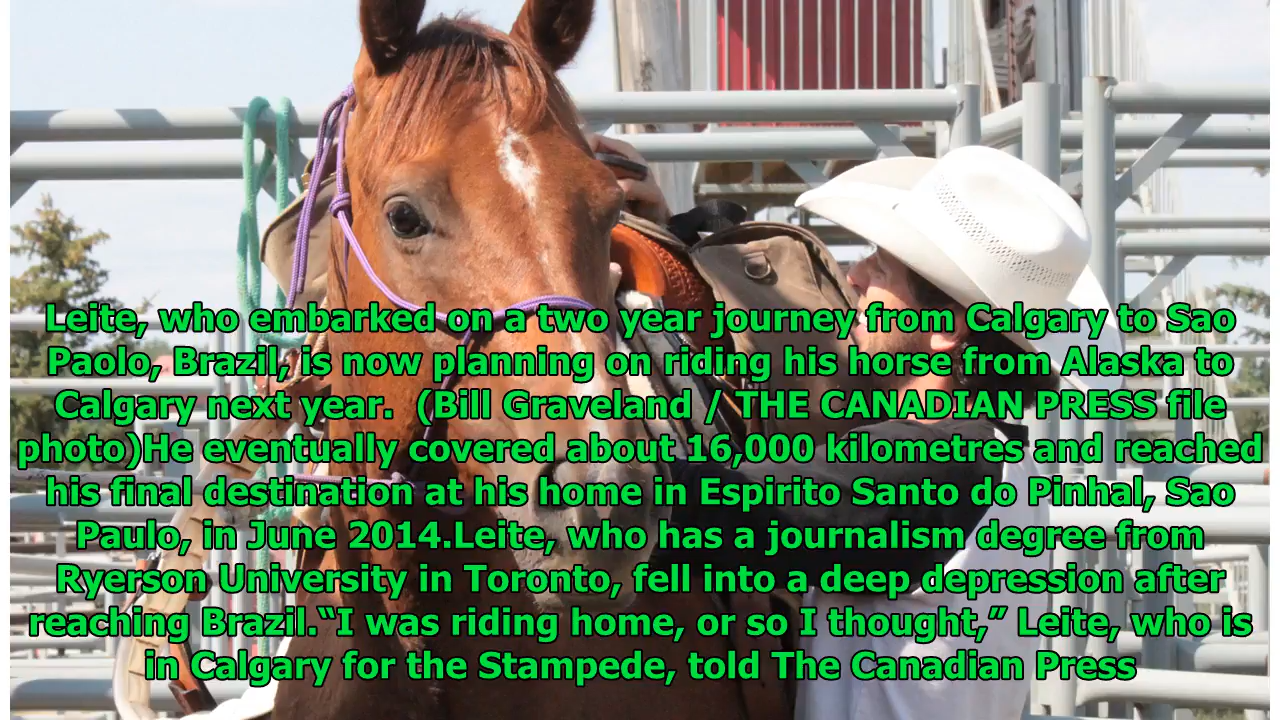 Leite, who embarked on a two year journey from Calgary to Sao
Paolo, Brazil, is now planning on riding his horse from Alaska to
Calgary next year.  (Bill Graveland / THE CANADIAN PRESS file
photo)He eventually covered about 16,000 kilometres and reached
his final destination at his home in Espirito Santo do Pinhal, Sao
Paulo, in June 2014.Leite, who has a journalism degree from
Ryerson University in Toronto, fell into a deep depression after
reaching Brazil.“I was riding home, or so I thought,” Leite, who is
in Calgary for the Stampede, told The Canadian Press